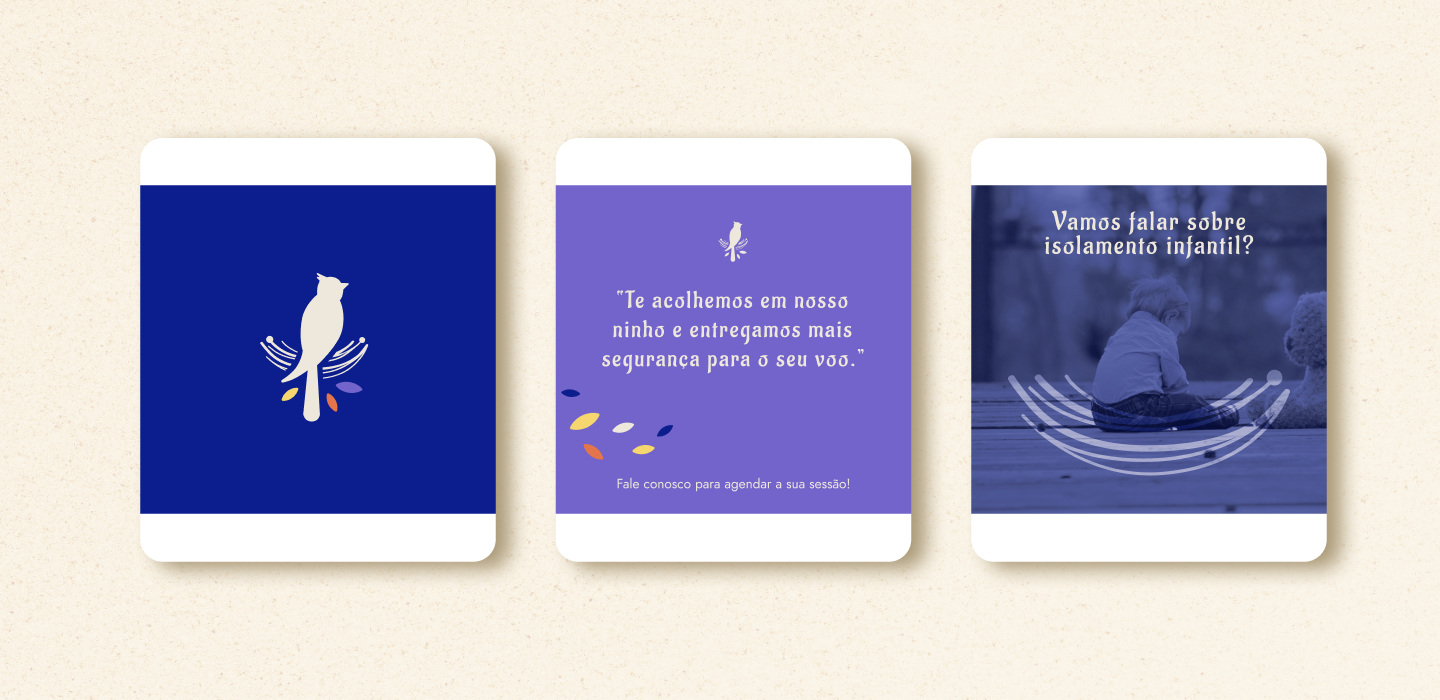 "Te acolhemos em nosso
ninho e entregamos mais
segurança para o seu voo."
Fale conosco para agendar a sua sessão!
Vamos falar sobre
isolamento infantil?